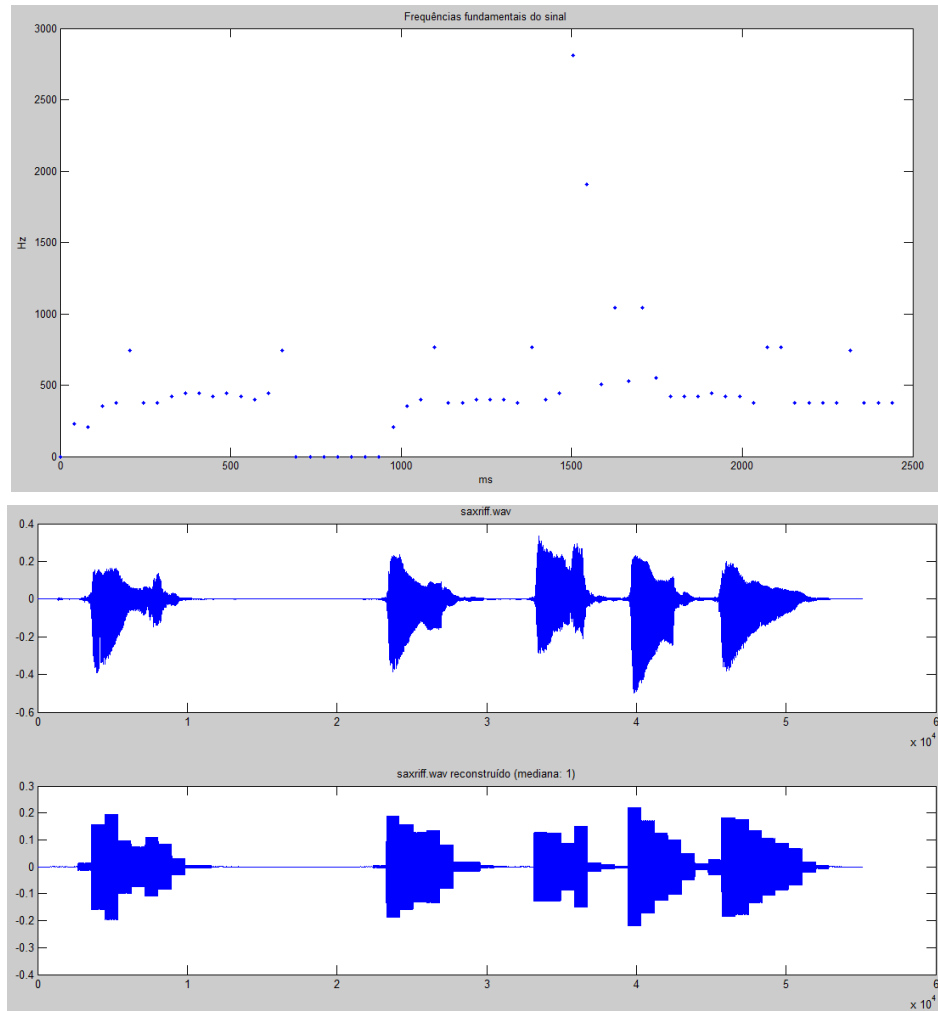 Frequências fundamentais do sinal
3000
2500
2000
1500
1000
500
0
Hz
0 500 1000 1500 2000 2500
ms
saxriff.wav
0.4
0.2
0
-0.2
-0.4
-0.6
0 1 2 3 4 5 6
x 10^4
saxriff.wav reconstruído (mediana: 1)
0.3
0.2
0.1
0
-0.1
-0.2
-0.3
-0.4
0 1 2 3 4 5 6
x 10^4